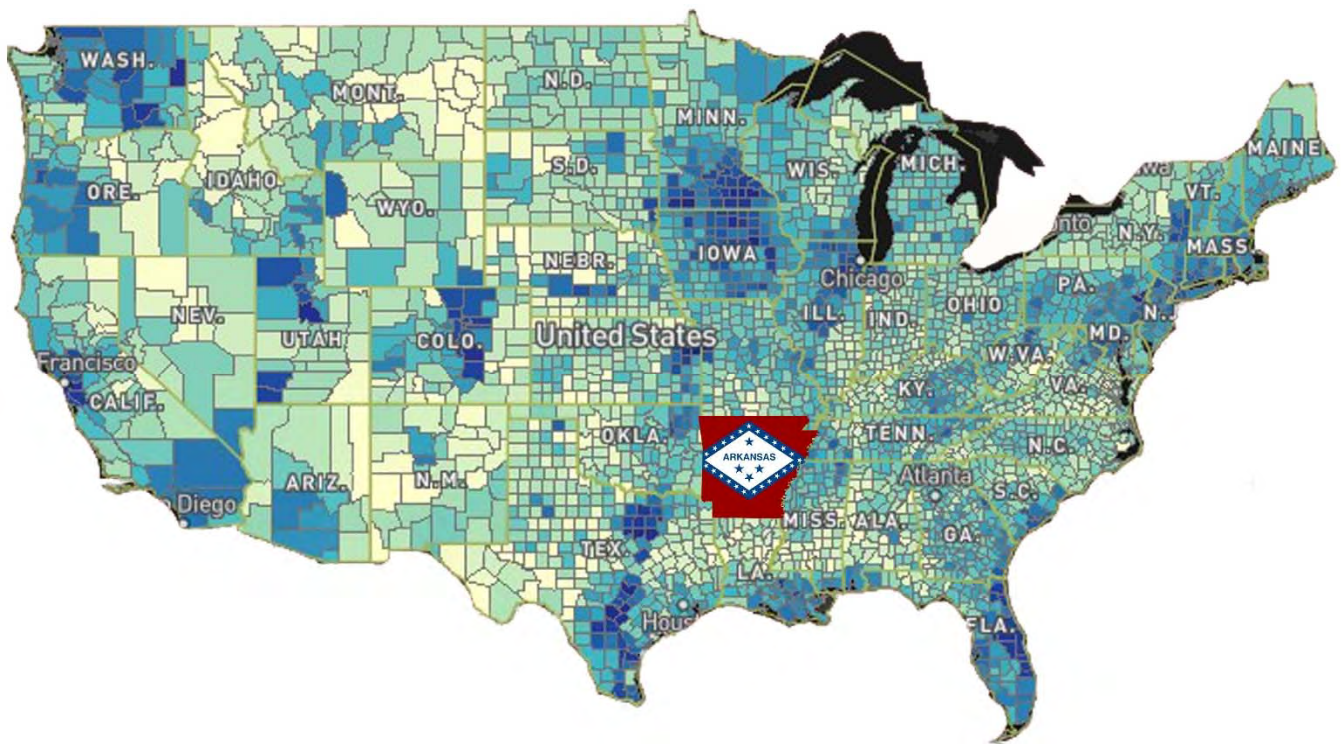 WASH.
MONT.
N.D.
MINN.
ORE.
IDAHO
S.D.
WIS.
MICH.
MAINE
VT.
WYO.
NEBR.
IOWA
Chicago
N.Y.
MASS
NEV.
UTAH
COLO.
United States
ILL.
IND.
OHIO
PA.
N.
MD.
Francisco
CALIF.
W.VA.
KY.
VA.
OKLA.
ARKANSAS
TENN.
N.C.
Diego
ARIZ.
N.M.
Atlanta
S.C.
TEX.
MISS.
ALA.
GA.
LA.
Hous
FLA.